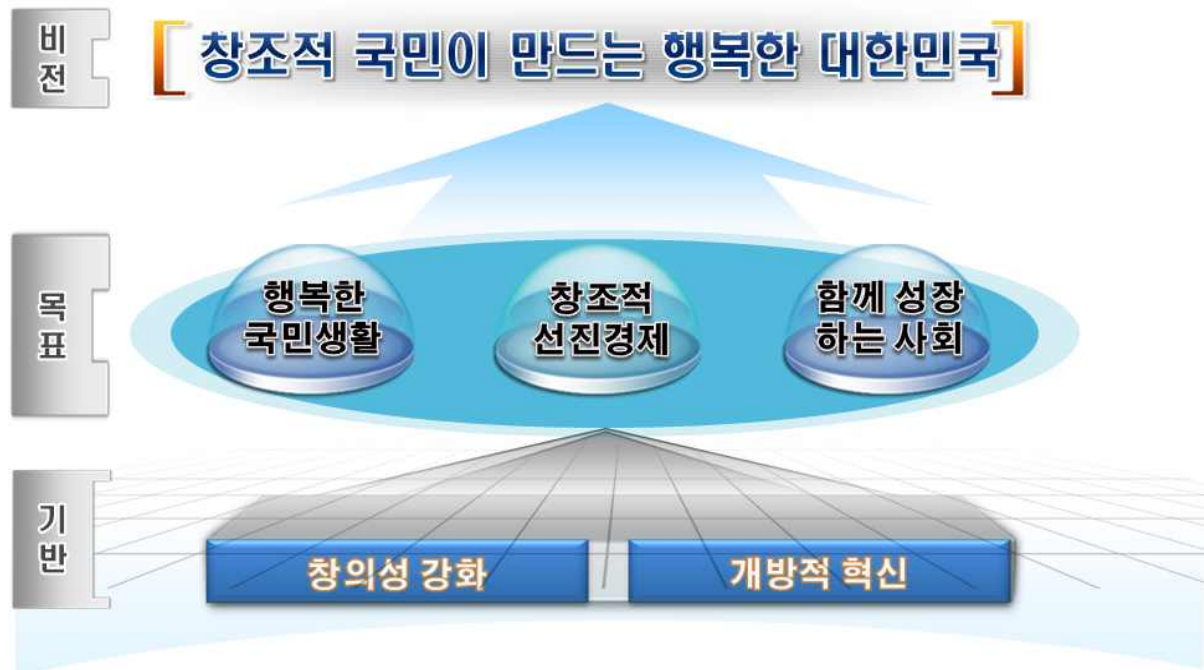 비전
창조적 국민이 만드는 행복한 대한민국
목표
행복한
국민생활
창조적
선진경제
함께 성장
하는 사회
기반
창의성 강화
개방적 혁신